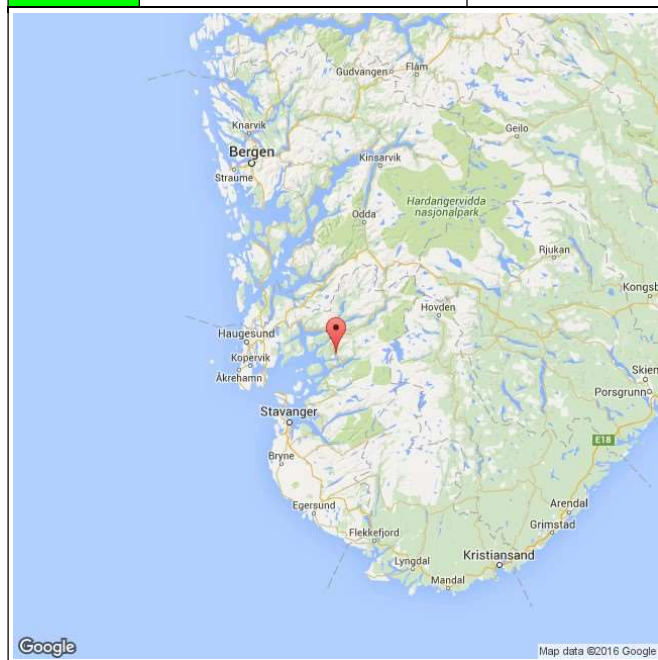 Gudvangen
Flåm
Knarvik
Geilo
Bergen
Kinsarvik
Straume
Hardangervidda
nasjonalpark
Odda
Rjukan
Kongsb
Hovden
Haugesund
Kopervik
Skien
Åkrehamn
Porsgrunn
Stavanger
E18
Bryne
Arendal
Egersund
Grimstad
Flekkefjord
Kristiansand
Lyngdal
Mandal
Google
Map data ©2016 Google